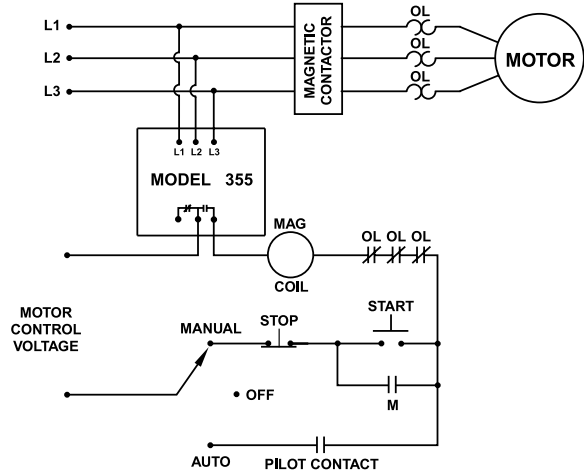 L1
L2
L3
MAGNETIC
CONTACTOR
OL
OL
OL
MOTOR
L1 L2 L3
MODEL 355
MAG
COIL
OL OL OL
MOTOR
CONTROL
VOLTAGE
MANUAL
STOP
START
OFF
M
AUTO
PILOT CONTACT